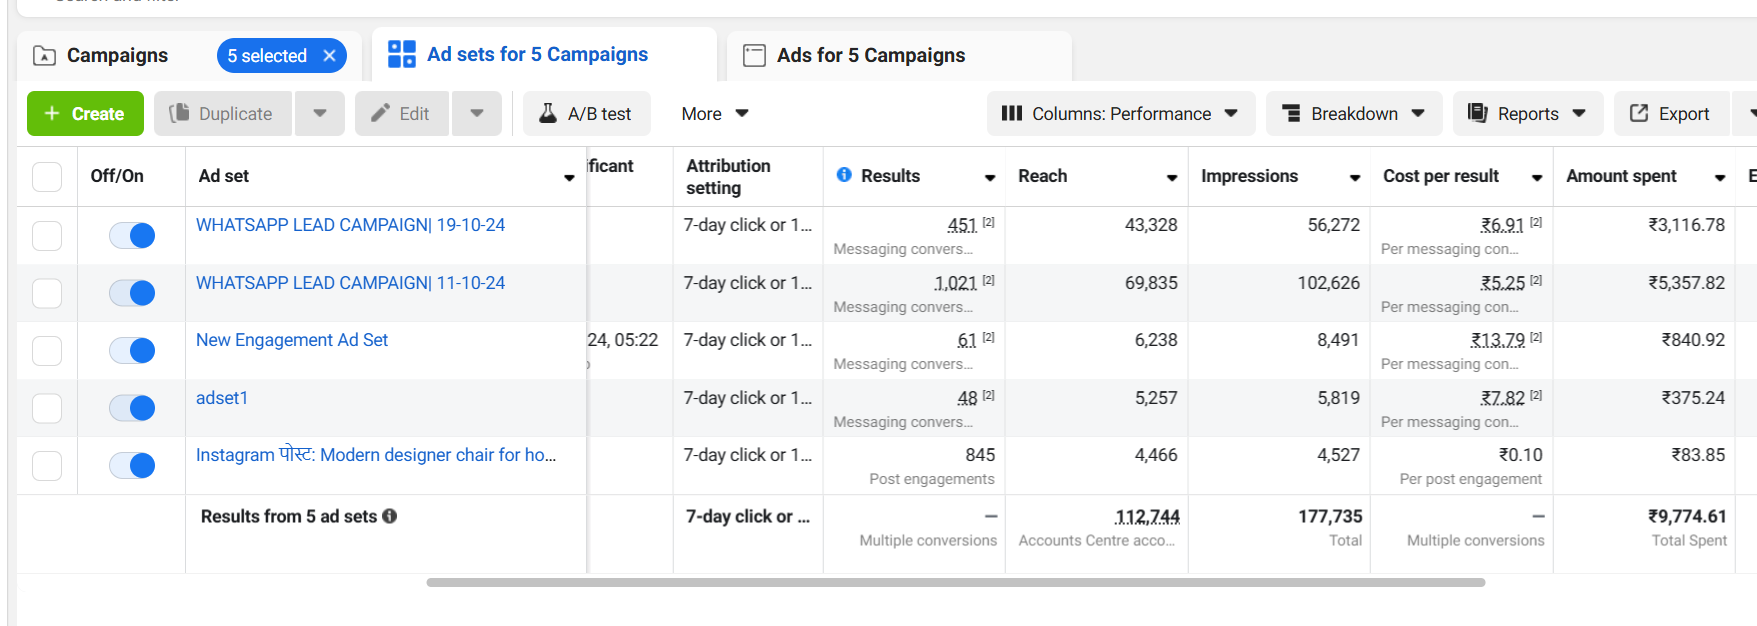 Campaigns
5 selected
Ad sets for 5 Campaigns
Ads for 5 Campaigns
+ Create
Duplicate
Edit
A/B test
More
Columns: Performance
Breakdown
Reports
Export
Off/On
Ad set
ificant
Attribution
setting
Results
Reach
Impressions
Cost per result
Amount spent
E
WHATSAPP LEAD CAMPAIGN| 19-10-24
7-day click or 1...
451 [2]
43,328
56,272
₹6.91 [2]
₹3,116.78
Messaging convers...
Per messaging con...
WHATSAPP LEAD CAMPAIGN| 11-10-24
7-day click or 1...
1,021 [2]
69,835
102,626
₹5.25 [2]
₹5,357.82
Messaging convers...
Per messaging con...
New Engagement Ad Set
24, 05:22
7-day click or 1...
61 [2]
6,238
8,491
₹13.79 [2]
₹840.92
Messaging convers...
Per messaging con...
adset1
7-day click or 1...
48 [2]
5,257
5,819
₹7.82 [2]
₹375.24
Messaging convers...
Per messaging con...
Instagram पोस्ट: Modern designer chair for ho...
7-day click or 1...
845
4,466
4,527
₹0.10
₹83.85
Post engagements
Per post engagement
Results from 5 ad sets
7-day click or ...
—
112,744
177,735
—
₹9,774.61
Multiple conversions
Accounts Centre acco...
Total
Multiple conversions
Total Spent